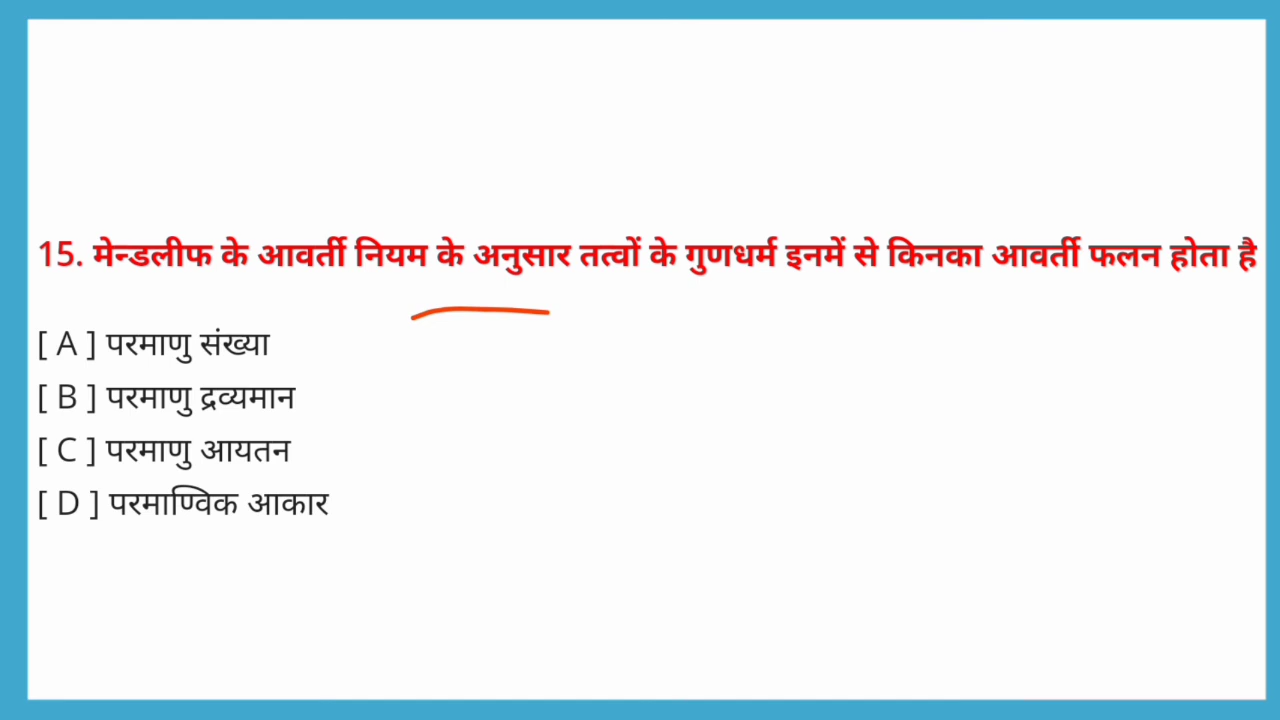 15. मेन्डलीफ के आवर्ती नियम के अनुसार तत्वों के गुणधर्म इनमें से किनका आवर्ती फलन होता है
[ A ] परमाणु संख्या
[ B ] परमाणु द्रव्यमान
[ C ] परमाणु आयतन
[ D ] परमाण्विक आकार